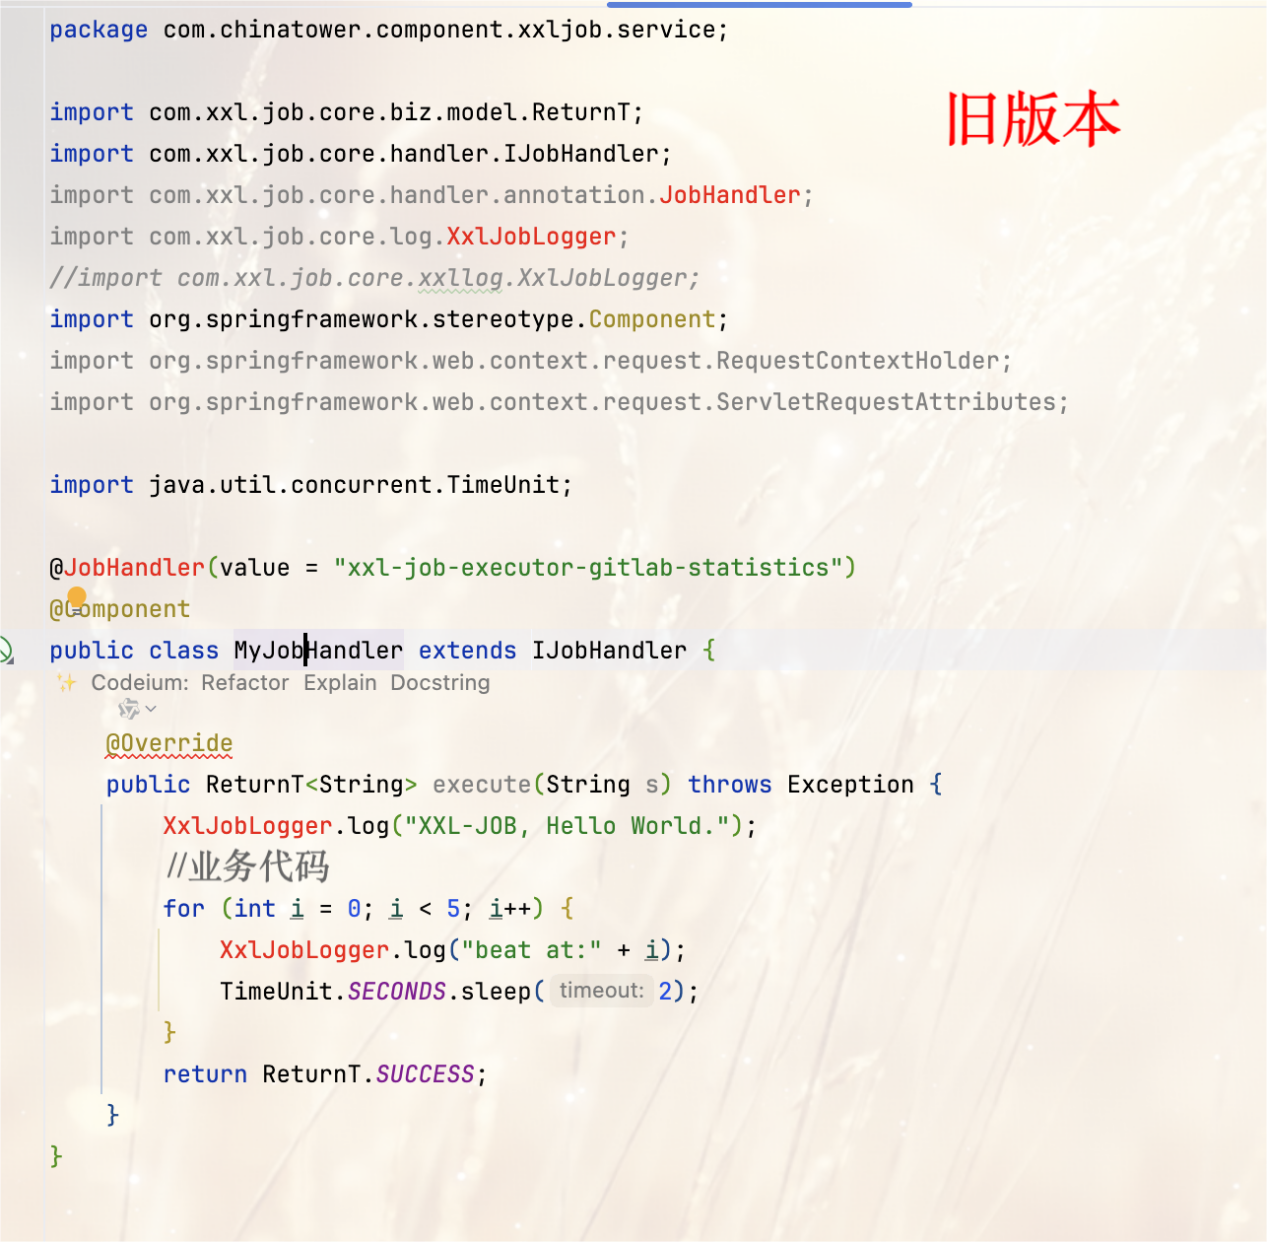 package com.chinatower.component.xxljob.service;
旧版本
import com.xxl.job.core.biz.model.ReturnT;
import com.xxl.job.core.handler.IJobHandler;
import com.xxl.job.core.handler.annotation.JobHandler;
import com.xxl.job.core.log.XxlJobLogger;
//import com.xxl.job.core.xxllog.XxlJobLogger;
import org.springframework.stereotype.Component;
import org.springframework.web.context.request.RequestContextHolder;
import org.springframework.web.context.request.ServletRequestAttributes;
import java.util.concurrent.TimeUnit;
@JobHandler(value = "xxl-job-executor-gitlab-statistics")
@Component
public class MyJobHandler extends IJobHandler {
Codeium: Refactor Explain Docstring
@Override
public ReturnT<String> execute(String s) throws Exception {
XxlJobLogger.log("XXL-JOB, Hello World.");
//业务代码
for (int i = 0; i < 5; i++) {
XxlJobLogger.log("beat at:" + i);
TimeUnit.SECONDS.sleep( timeout: 2);
}
return ReturnT.SUCCESS;
}
}